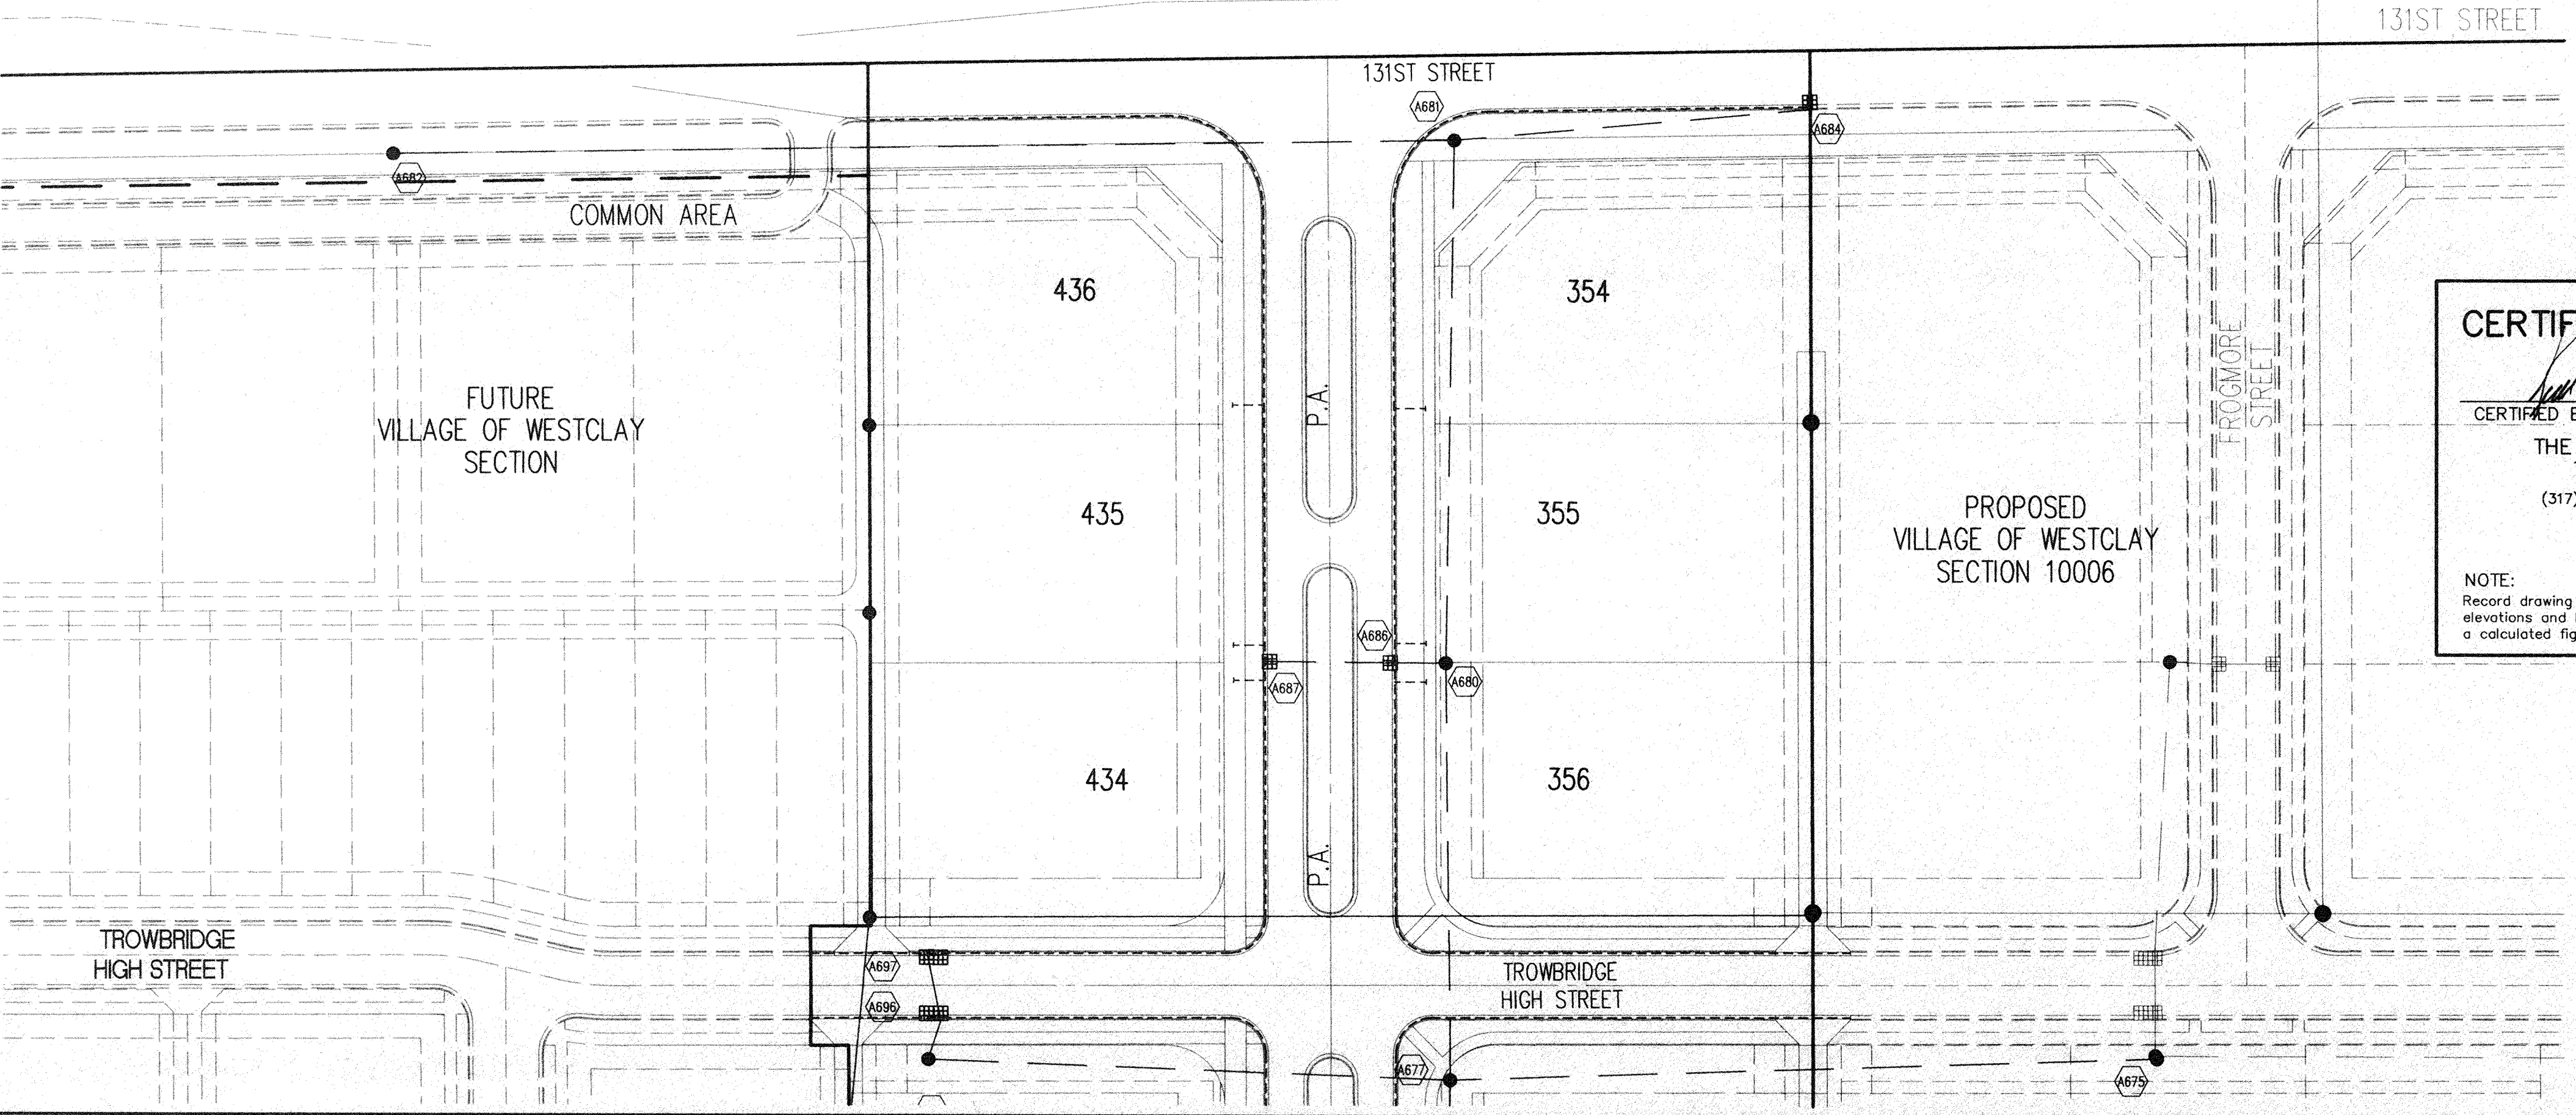 131ST STREET
131ST STREET
A681
A684
A682
COMMON AREA
436
354
FUTURE
VILLAGE OF WESTCLAY
SECTION
P.A.
FROGMORE
STREET
CERTIF
CERTIFIED
THE
(317)
435
355
PROPOSED
VILLAGE OF WESTCLAY
SECTION 10006
NOTE:
Record drawing
elevations and
a calculated fig
A686
A687
A680
434
356
P.A.
TROWBRIDGE
HIGH STREET
A697
A696
TROWBRIDGE
HIGH STREET
A677
A675